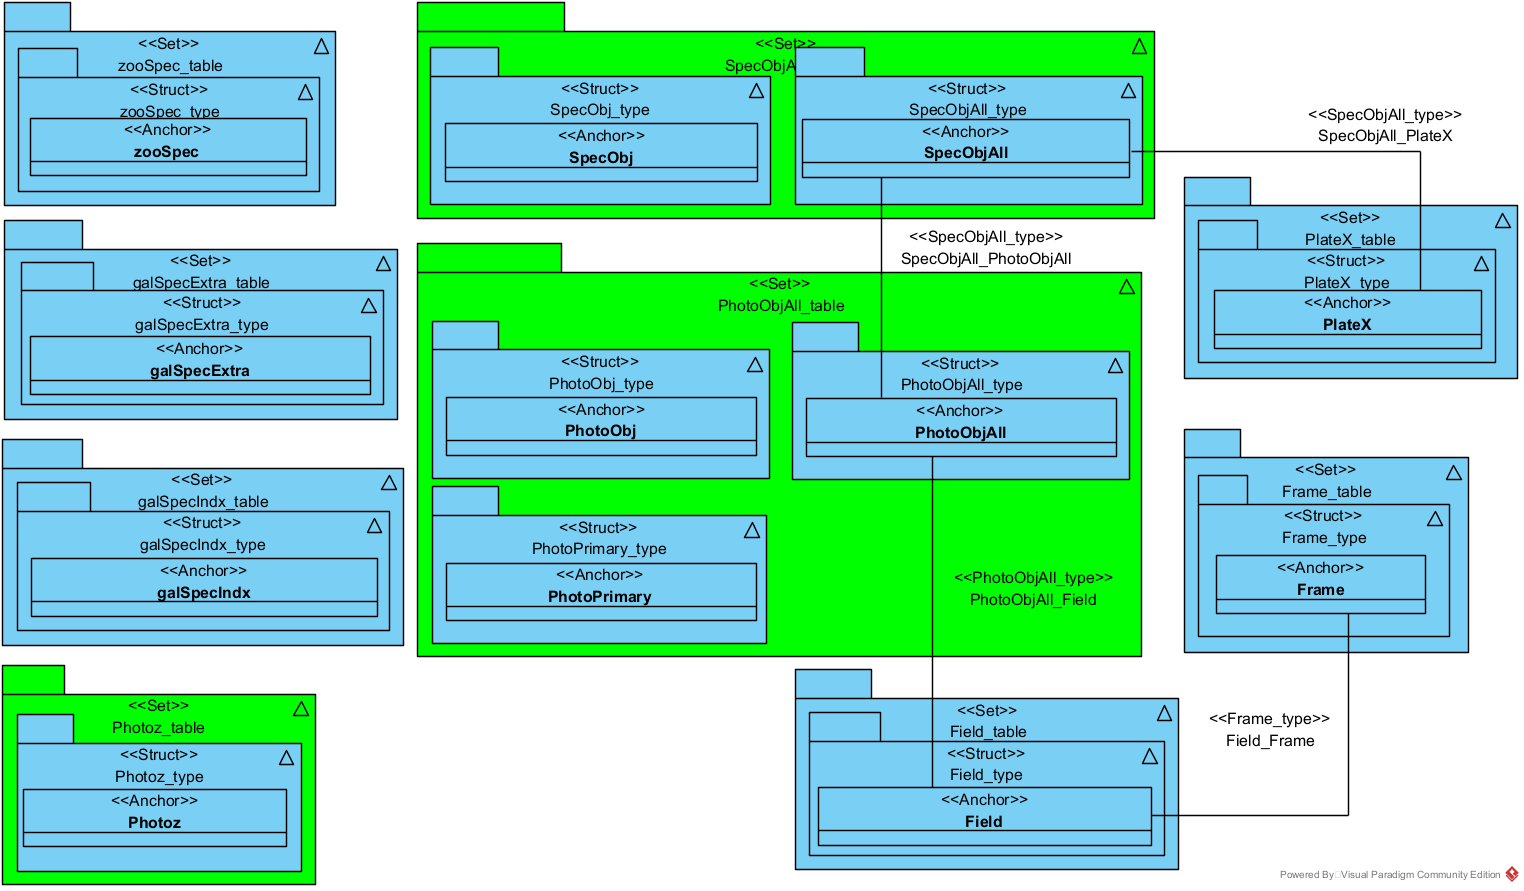 <<Set>>
zooSpec_table
<<Struct>>
zooSpec_type
<<Anchor>>
zooSpec
<<Set>>
galSpecExtra_table
<<Struct>>
galSpecExtra_type
<<Anchor>>
galSpecExtra
<<Set>>
galSpecIndx_table
<<Struct>>
galSpecIndx_type
<<Anchor>>
galSpecIndx
<<Set>>
Photoz_table
<<Struct>>
Photoz_type
<<Anchor>>
Photoz
<<Set>>
SpecObjA
<<Struct>>
SpecObj_type
<<Anchor>>
SpecObj
<<Struct>>
SpecObjAll_type
<<Anchor>>
SpecObjAll
<<SpecObjAll_type>>
SpecObjAll_PhotoObjAll
<<Set>>
PhotoObjAll_table
<<Struct>>
PhotoObj_type
<<Anchor>>
PhotoObj
<<Struct>>
PhotoObjAll_type
<<Anchor>>
PhotoObjAll
<<Struct>>
PhotoPrimary_type
<<Anchor>>
PhotoPrimary
<<PhotoObjAll_type>>
PhotoObjAll_Field
<<Set>>
Field_table
<<Struct>>
Field_type
<<Anchor>>
Field
<<SpecObjAll_type>>
SpecObjAll_PlateX
<<Set>>
PlateX_table
<<Struct>>
PlateX_type
<<Anchor>>
PlateX
<<Set>>
Frame_table
<<Struct>>
Frame_type
<<Anchor>>
Frame
<<Frame_type>>
Field_Frame
Powered By Visual Paradigm Community Edition